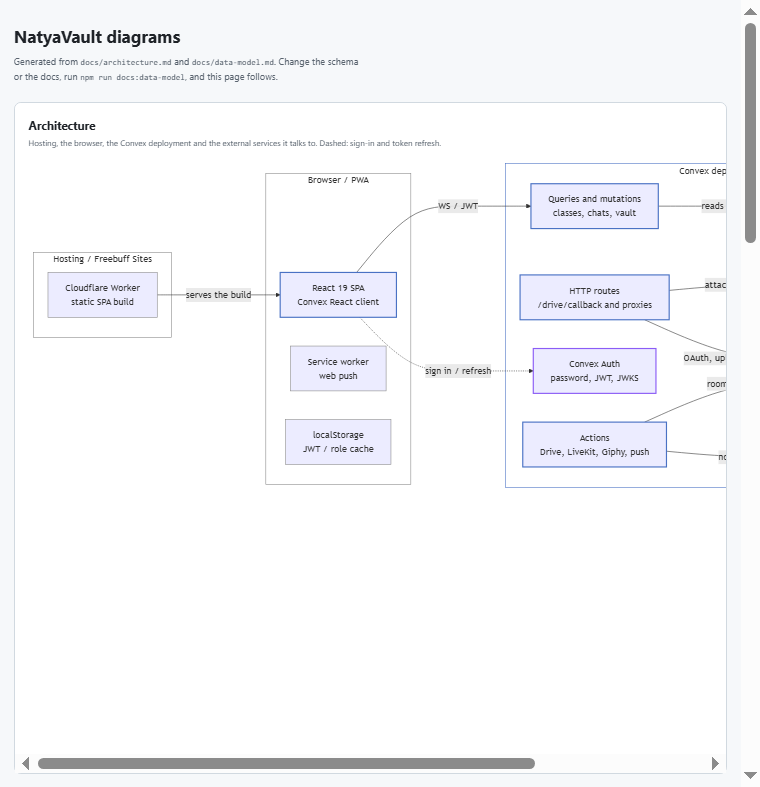 NatyaVault diagrams
Generated from docs/architecture.md and docs/data-model.md. Change the schema
or the docs, run npm run docs:data-model, and this page follows.
Architecture
Hosting, the browser, the Convex deployment and the external services it talks to. Dashed: sign-in and token refresh.
Hosting / Freebuff Sites
Cloudflare Worker
static SPA build
serves the build
Browser / PWA
React 19 SPA
Convex React client
Service worker
web push
localStorage
JWT / role cache
WS / JWT
sign in / refresh
Convex dep
Queries and mutations
classes, chats, vault
HTTP routes
/drive/callback and proxies
Convex Auth
password, JWT, JWKS
Actions
Drive, LiveKit, Giphy, push
reads
attac
OAuth, up
room